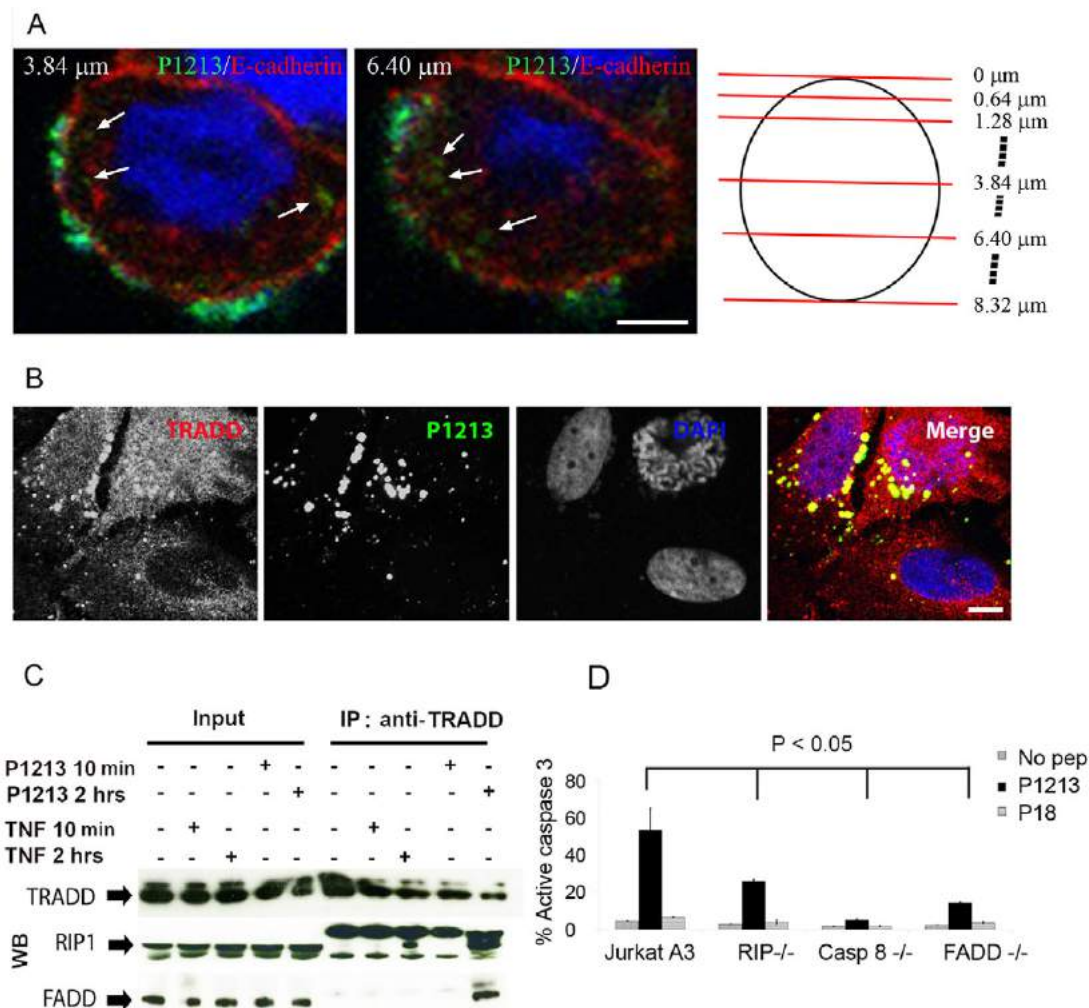 A
3.84 μm P1213/E-cadherin
6.40 μm P1213/E-cadherin
0 μm
0.64 μm
1.28 μm
3.84 μm
6.40 μm
8.32 μm
B
TRADD
P1213
DAPI
Merge
C
Input IP : anti-TRADD
P1213 10 min - - - + - - - - + -
P1213 2 hrs - - - - + - - - - +
TNF 10 min - + - - - - + - - -
TNF 2 hrs - - + - - - - + - -
TRADD
WB
RIP1
FADD
D
P < 0.05
No pep
P1213
P18
% Active caspase 3
80
60
40
20
0
Jurkat A3 RIP-/- Casp 8 -/- FADD -/-